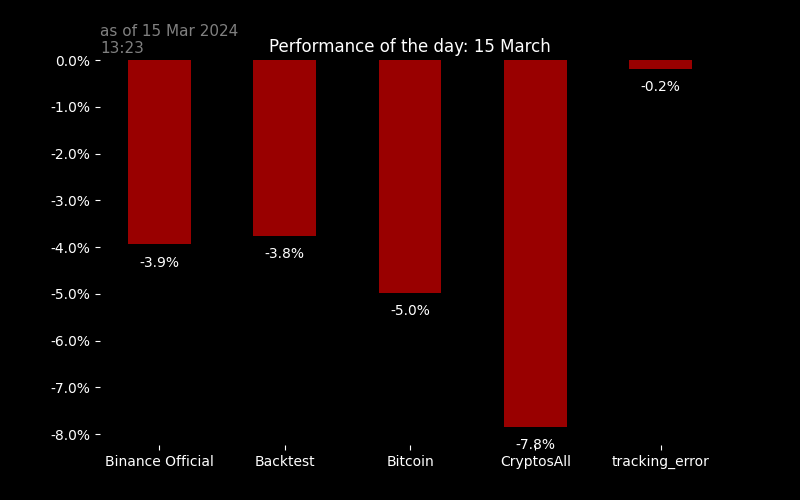 as of 15 Mar 2024
13:23
Performance of the day: 15 March
0.0%
-1.0%
-2.0%
-3.0%
-4.0%
-5.0%
-6.0%
-7.0%
-8.0%
-3.9%
-3.8%
-5.0%
-7.8%
-0.2%
Binance Official
Backtest
Bitcoin
CryptosAll
tracking_error